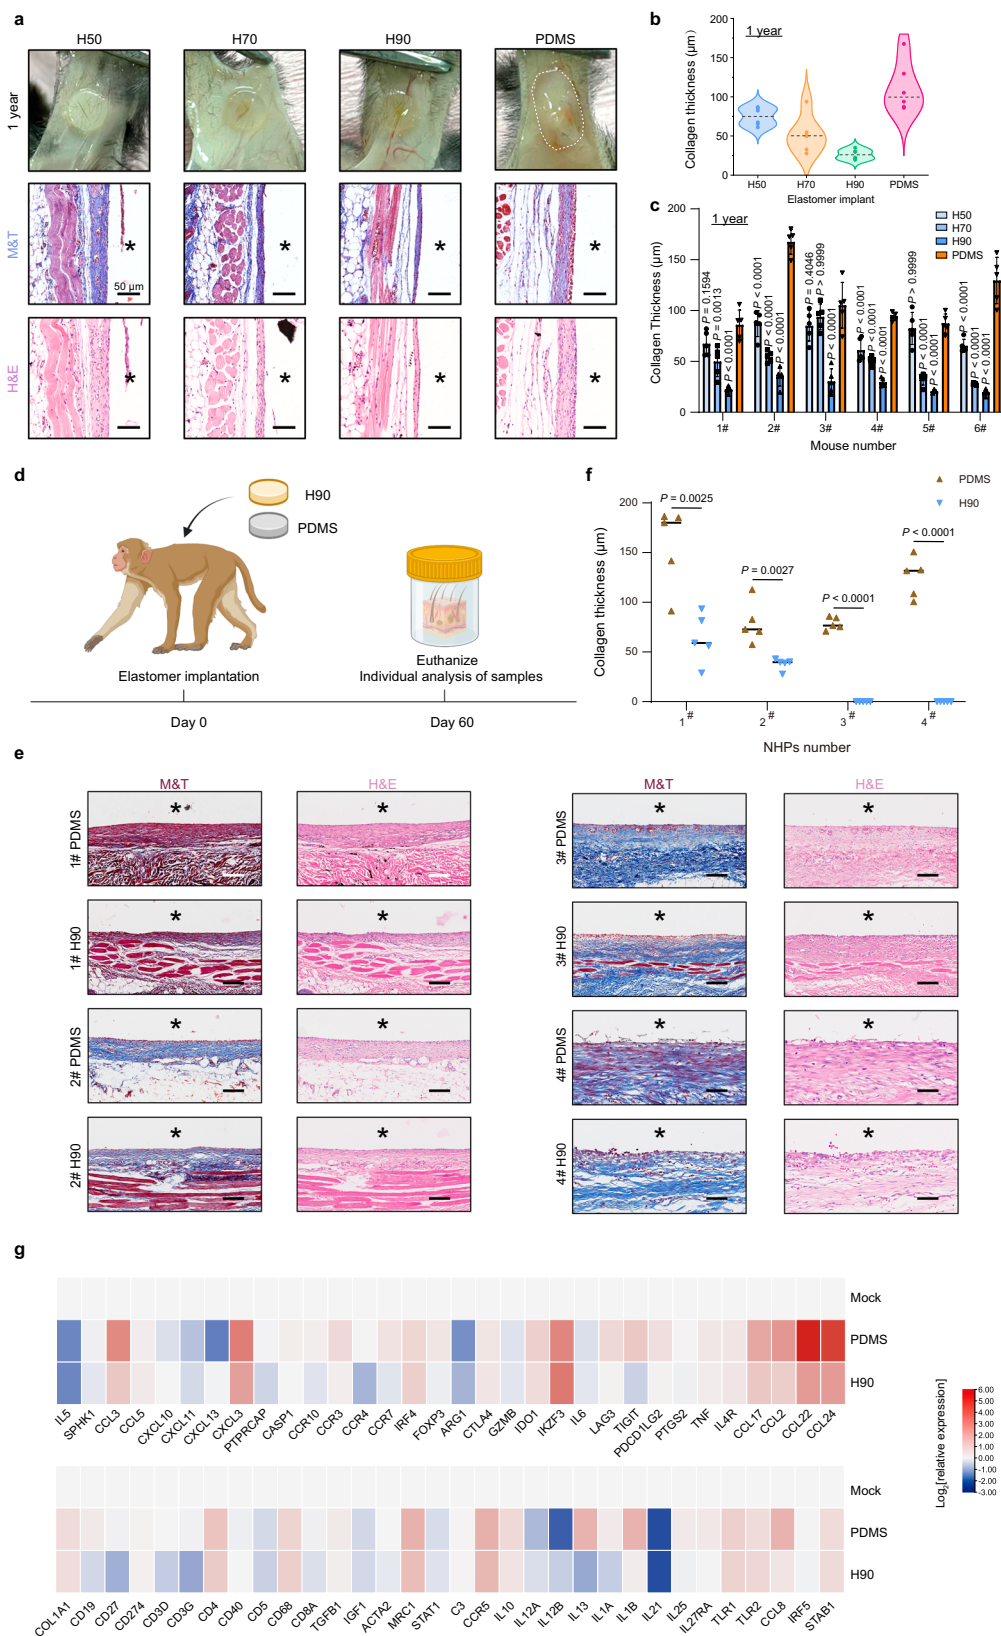 a
H50
H70
H90
PDMS
1 year
M&T
50 µm
*
*
*
*
H&E
*
*
*
*
b
Collagen thickness (µm)
200
150
100
50
0
1 year
H50
H70
H90
PDMS
Elastomer implant
c
Collagen Thickness (µm)
200
150
100
50
0
1 year
H50
H70
H90
PDMS
P = 0.1594
P = 0.0013
P < 0.0001
P < 0.0001
P < 0.0001
P < 0.0001
P = 0.4046
P > 0.9999
P < 0.0001
P < 0.0001
P < 0.0001
P < 0.0001
P > 0.9999
P < 0.0001
P < 0.0001
P < 0.0001
P < 0.0001
P < 0.0001
1#
2#
3#
4#
5#
6#
Mouse number
d
H90
PDMS
Elastomer implantation
Euthanize
Individual analysis of samples
Day 0
Day 60
f
PDMS
H90
Collagen thickness (µm)
200
150
100
50
0
P = 0.0025
P = 0.0027
P < 0.0001
P < 0.0001
1#
2#
3#
4#
NHPs number
e
M&T
H&E
1# PDMS
*
*
1# H90
*
*
2# PDMS
*
*
2# H90
*
*
M&T
H&E
3# PDMS
*
*
3# H90
*
*
4# PDMS
*
*
4# H90
*
*
g
Mock
PDMS
H90
IL5
SPHK1
CCL3
CCL5
CXCL10
CXCL11
CXCL13
CXCL3
PTPRCAP
CASP1
CCR10
CCR3
CCR4
CCR7
IRF4
FOXP3
ARG1
CTLA4
GZMB
IDO1
IKZF3
IL6
LAG3
TIGIT
PDCD1LG2
PTGS2
TNF
IL4R
CCL17
CCL2
CCL22
CCL24
Mock
PDMS
H90
COL1A1
CD19
CD27
CD274
CD3D
CD3G
CD4
CD40
CD5
CD68
CD8A
TGFB1
IGF1
ACTA2
MRC1
STAT1
C3
CCR5
IL10
IL12A
IL12B
IL13
IL1A
IL1B
IL21
IL25
IL27RA
TLR1
TLR2
CCL8
IRF5
STAB1
Log2[relative expression]
6.00
5.00
4.00
3.00
2.00
1.00
0.00
-1.00
-2.00
-3.00